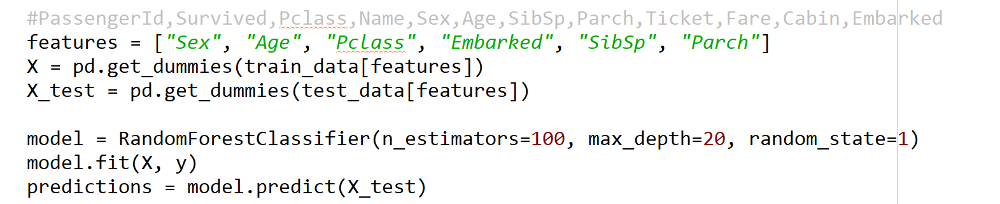 #PassengerId,Survived,Pclass,Name,Sex,Age,SibSp,Parch,Ticket,Fare,Cabin,Embarked
features = ["Sex", "Age", "Pclass", "Embarked", "SibSp", "Parch"]
X = pd.get_dummies(train_data[features])
X_test = pd.get_dummies(test_data[features])

model = RandomForestClassifier(n_estimators=100, max_depth=20, random_state=1)
model.fit(X, y)
predictions = model.predict(X_test)